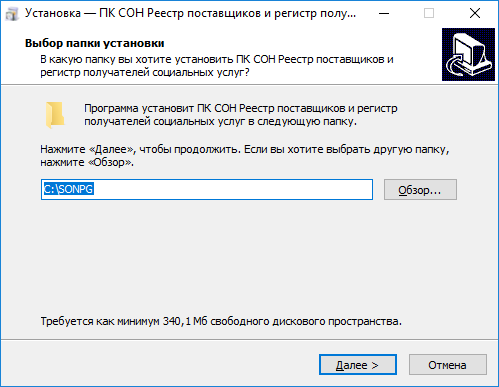 Установка — ПК СОН Реестр поставщиков и регистр полу...
Выбор папки установки
В какую папку вы хотите установить ПК СОН Реестр поставщиков и
регистр получателей социальных услуг?
Программа установит ПК СОН Реестр поставщиков и регистр
получателей социальных услуг в следующую папку.
Нажмите «Далее», чтобы продолжить. Если вы хотите выбрать другую папку,
нажмите «Обзор».
C:\SONPG
Обзор...
Требуется как минимум 340,1 Мб свободного дискового пространства.
Далее >
Отмена